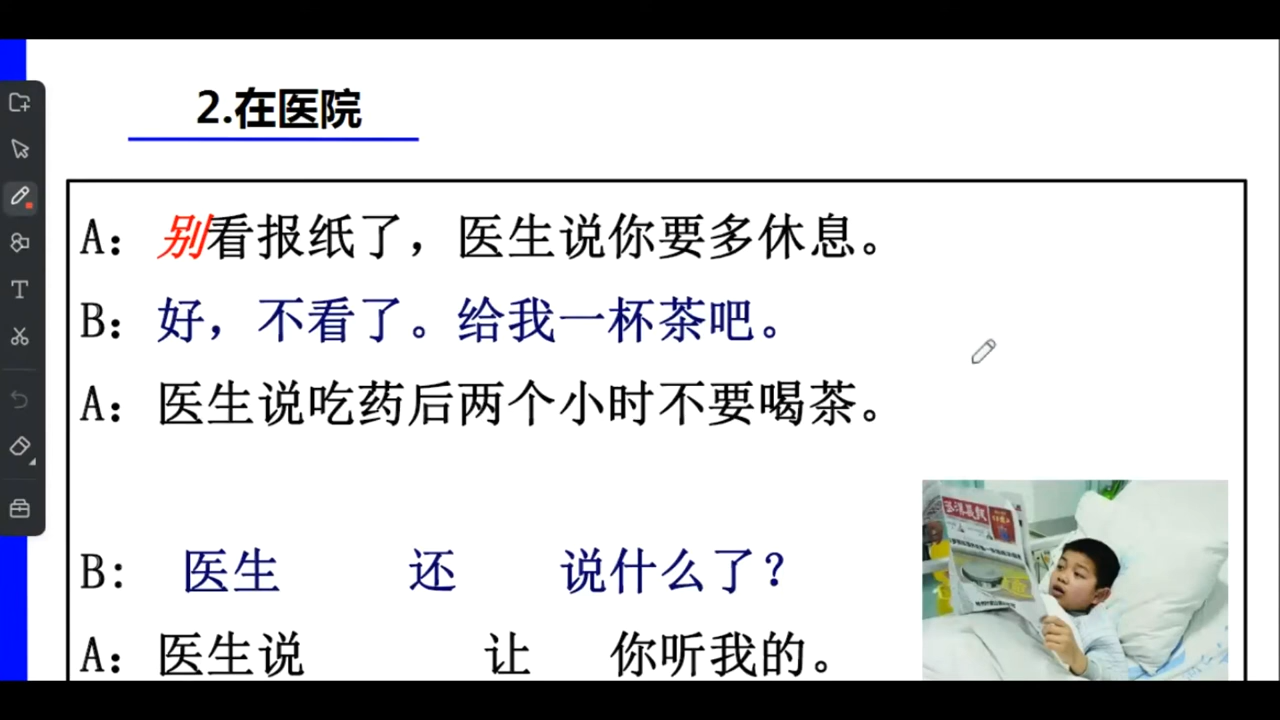 2.在医院
A：别看报纸了，医生说你要多休息。
B：好，不看了。给我一杯茶吧。
A：医生说吃药后两个小时不要喝茶。
B： 医生 还 说什么了？
A：医生说 让 你听我的。
T